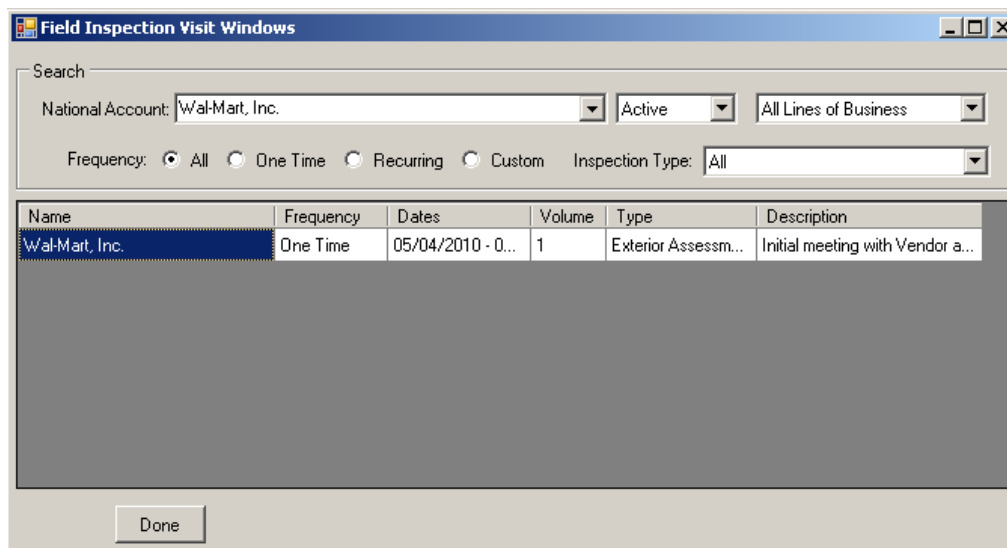 Field Inspection Visit Windows
Search
National Account: Wal-Mart, Inc. Active All Lines of Business
Frequency: All One Time Recurring Custom Inspection Type: All
Name Frequency Dates Volume Type Description
Wal-Mart, Inc. One Time 05/04/2010 - 0... 1 Exterior Assessm... Initial meeting with Vendor a...
Done